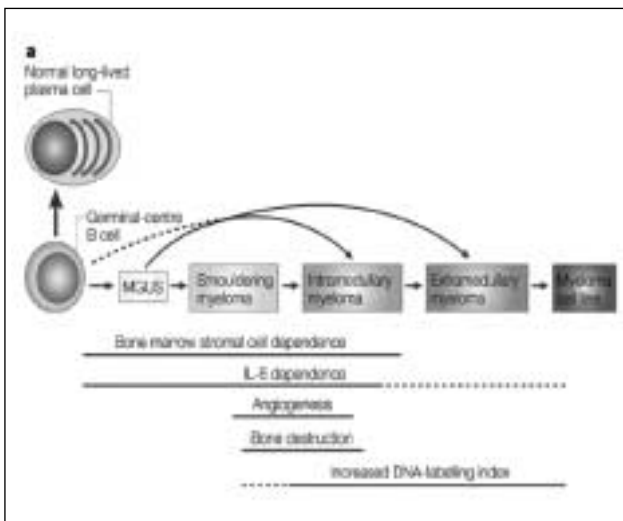 a
Normal long-lived
plasma cell
Germinal-centre
B cell
MGUS
Smouldering
myeloma
Intramedullary
myeloma
Extramedullary
myeloma
Myeloma
cell line
Bone marrow stromal cell dependence
IL-6 dependence
Angiogenesis
Bone destruction
Increased DNA-labelling index